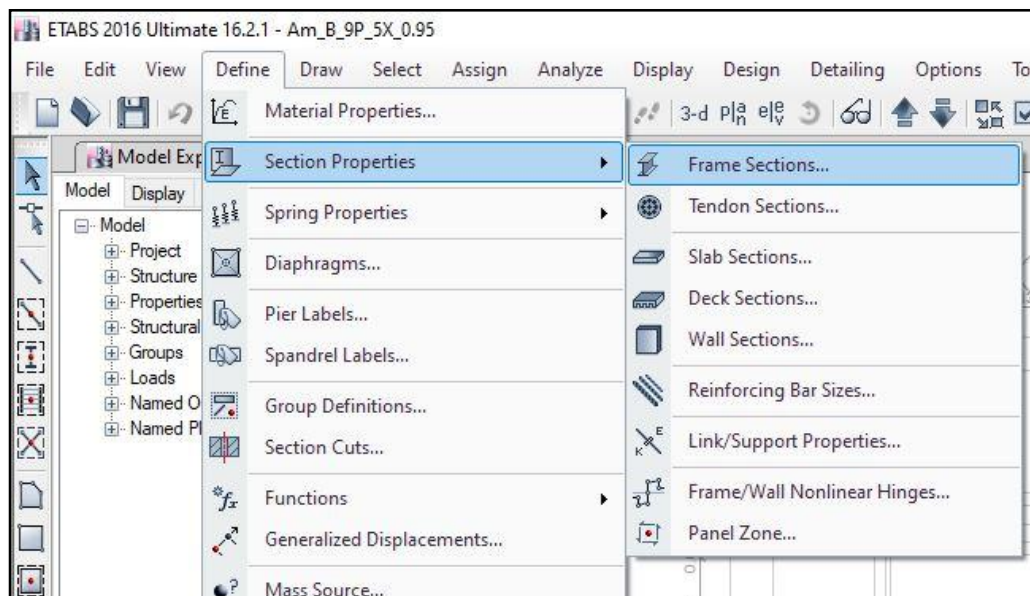 ETABS 2016 Ultimate 16.2.1 - Am_B_9P_5X_0.95
File Edit View Define Draw Select Assign Analyze Display Design Detailing Options
3-d
Model
Display
Model
Project
Structure
Properties
Structural
Groups
Loads
Named
Named
Material Properties...
Section Properties
Spring Properties
Diaphragms...
Pier Labels...
Spandrel Labels...
Group Definitions...
Section Cuts...
Functions
Generalized Displacements...
Mass Source...
Frame Sections...
Tendon Sections...
Slab Sections...
Deck Sections...
Wall Sections...
Reinforcing Bar Sizes...
Link/Support Properties...
Frame/Wall Nonlinear Hinges...
Panel Zone...